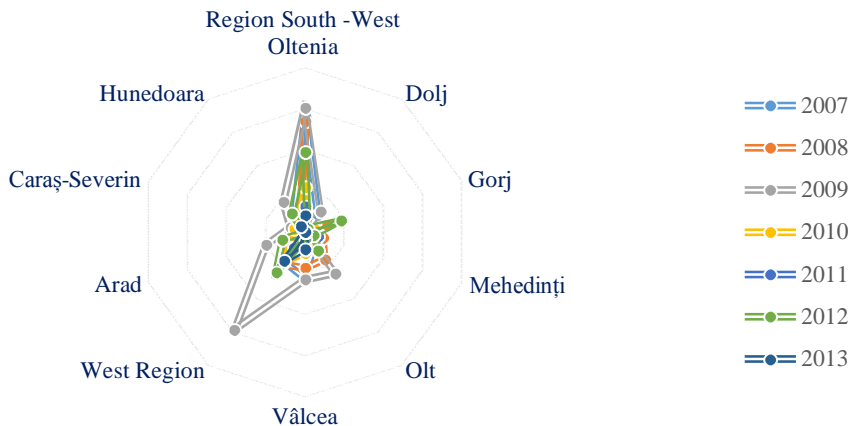 Region South -West
Oltenia
Dolj
Gorj
Mehedinți
Olt
Vâlcea
West Region
Arad
Caraș-Severin
Hunedoara
2007
2008
2009
2010
2011
2012
2013